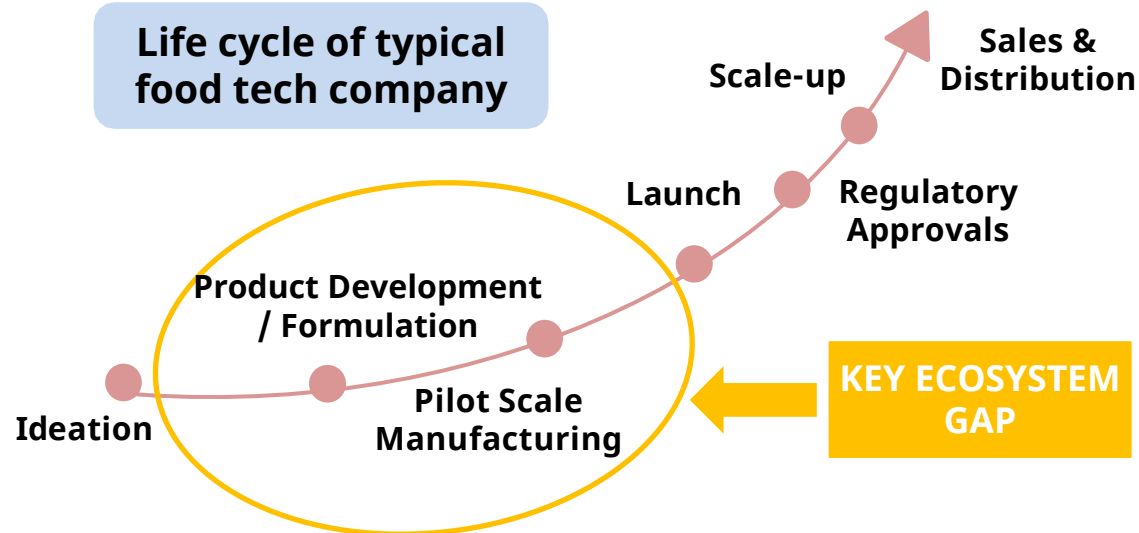 Life cycle of typical
food tech company
Sales &
Distribution
Scale-up
Launch
Regulatory
Approvals
Product Development
/ Formulation
KEY ECOSYSTEM
GAP
Pilot Scale
Manufacturing
Ideation